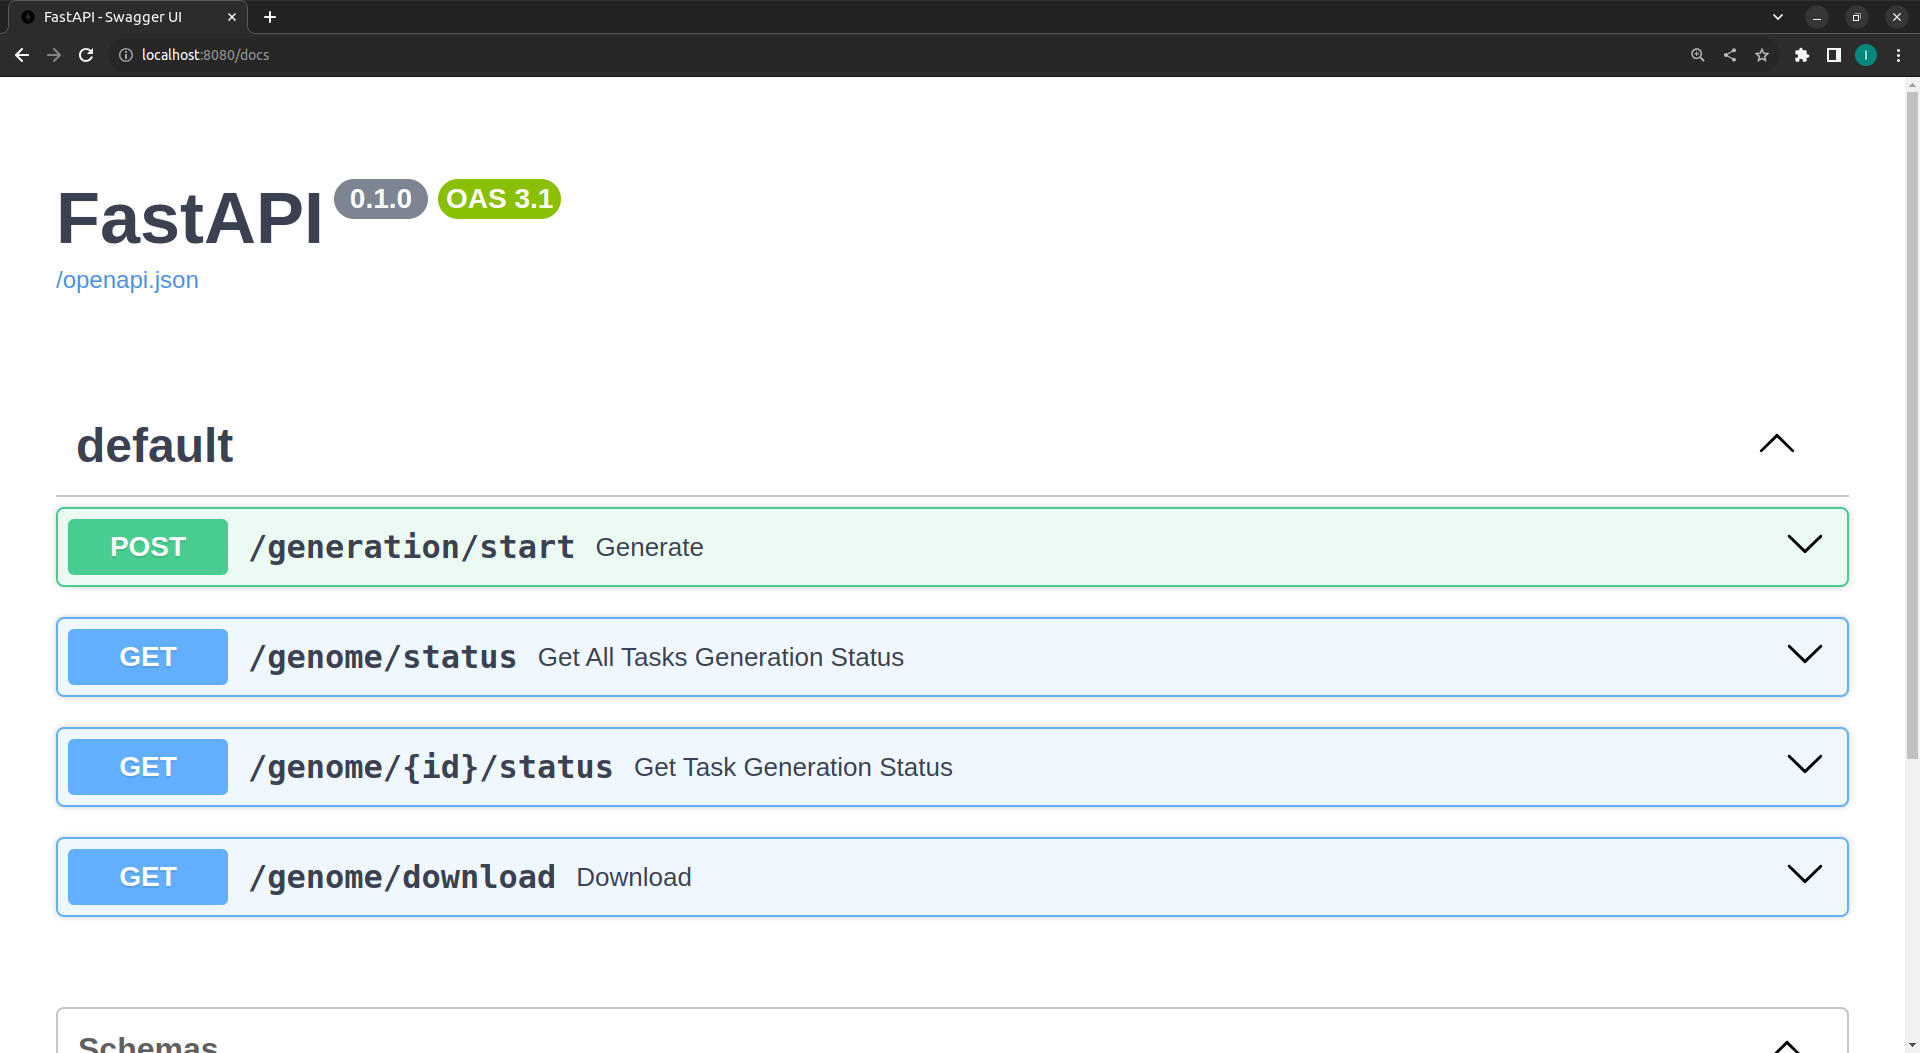 FastAPI - Swagger UI
localhost:8080/docs
I
FastAPI 0.1.0 OAS 3.1
/openapi.json
default
POST /generation/start Generate
GET /genome/status Get All Tasks Generation Status
GET /genome/{id}/status Get Task Generation Status
GET /genome/download Download
Schemas